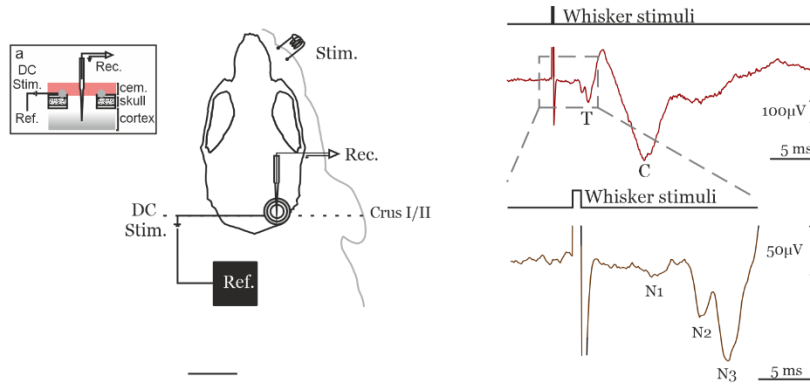 a
DC
Stim.
Rec.
Ref.
cem.
skull
cortex
Stim.
Rec.
DC
Stim.
Crus I/II
Ref.
Whisker stimuli
T
C
100μV
5 ms
Whisker stimuli
50μV
N1
N2
N3
5 ms